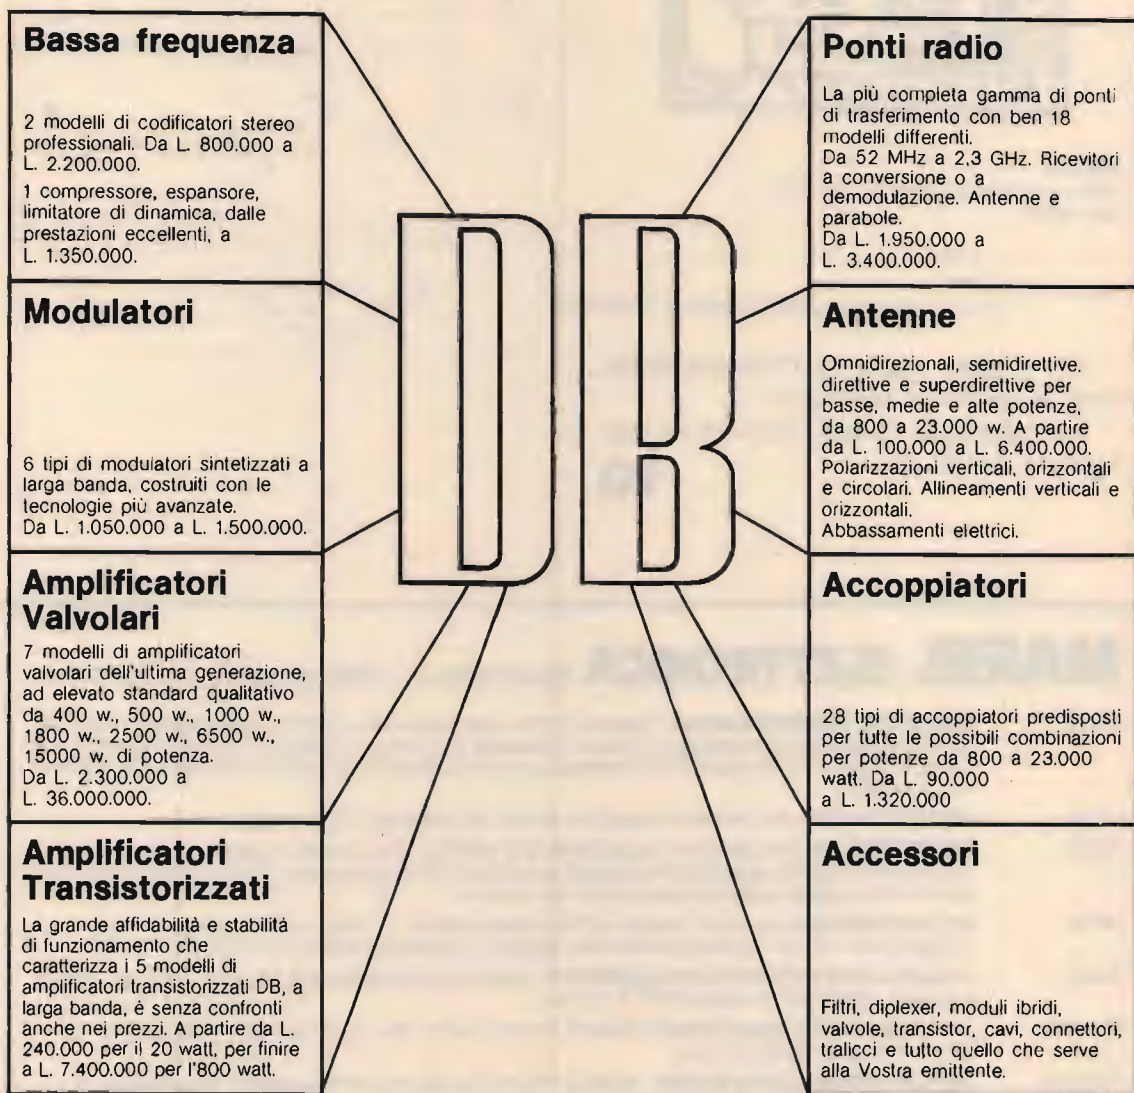 Bassa frequenza
2 modelli di codificatori stereo
professionali. Da L. 800.000 a
L. 2.200.000.
1 compressore, espansore,
limitatore di dinamica, dalle
prestazioni eccellenti, a
L. 1.350.000.
Modulatori
6 tipi di modulatori sintetizzati a
larga banda, costruiti con le
tecnologie più avanzate.
Da L. 1.050.000 a L. 1.500.000.
Amplificatori
Valvolari
7 modelli di amplificatori
valvolari dell'ultima generazione,
ad elevato standard qualitativo
da 400 w., 500 w., 1000 w.,
1800 w., 2500 w., 6500 w.,
15000 w. di potenza.
Da L. 2.300.000 a
L. 36.000.000.
Amplificatori
Transistorizzati
La grande affidabilità e stabilità
di funzionamento che
caratterizza i 5 modelli di
amplificatori transistorizzati DB, a
larga banda, è senza confronti
anche nei prezzi. A partire da L.
240.000 per il 20 watt, per finire
a L. 7.400.000 per l'800 watt.
DB
Ponti radio
La più completa gamma di ponti
di trasferimento con ben 18
modelli differenti.
Da 52 MHz a 2,3 GHz. Ricevitori
a conversione o a
demodulazione. Antenne e
parabole.
Da L. 1.950.000 a
L. 3.400.000.
Antenne
Omnidirezionali, semidirettive,
direttive e superdirettive per
basse, medie e alte potenze,
da 800 a 23.000 w. A partire
da L. 100.000 a L. 6.400.000.
Polarizzazioni verticali, orizzontali
e circolari. Allineamenti verticali e
orizzontali.
Abbassamenti elettrici.
Accoppiatori
28 tipi di accoppiatori predisposti
per tutte le possibili combinazioni
per potenze da 800 a 23.000
watt. Da L. 90.000
a L. 1.320.000
Accessori
Filtri, diplexer, moduli ibridi,
valvole, transistor, cavi, connettori,
tralicci e tutto quello che serve
alla Vostra emittente.